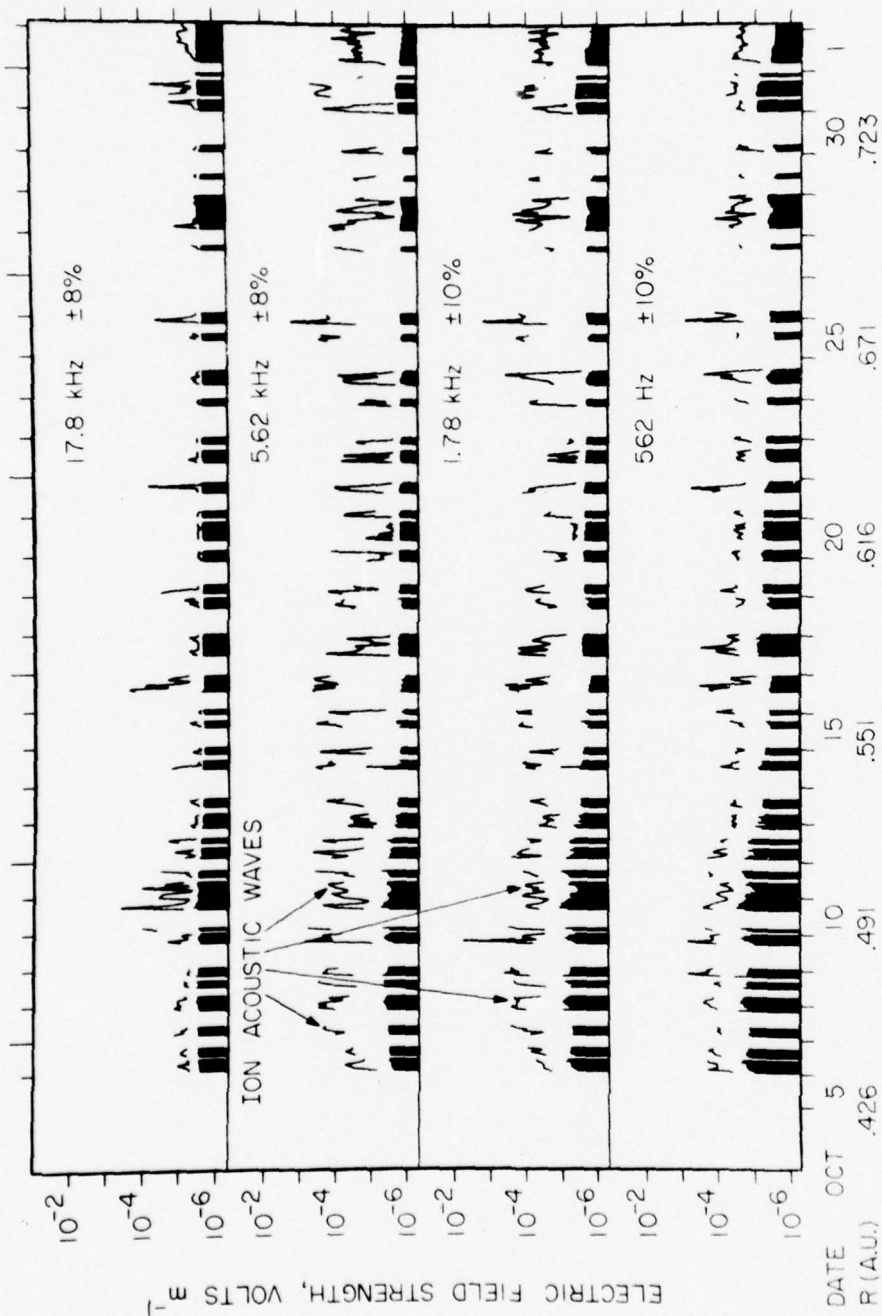 ELECTRIC FIELD STRENGTH, VOLTS m⁻¹
10⁻² 10⁻⁴ 10⁻⁶
17.8 kHz ±8%
10⁻² 10⁻⁴ 10⁻⁶
5.62 kHz ±8%
ION ACOUSTIC WAVES
10⁻² 10⁻⁴ 10⁻⁶
1.78 kHz ±10%
10⁻² 10⁻⁴ 10⁻⁶
562 Hz ±10%
DATE OCT 5 10 15 20 25 30 1
R (A.U.) .426 .491 .551 .616 .671 .723